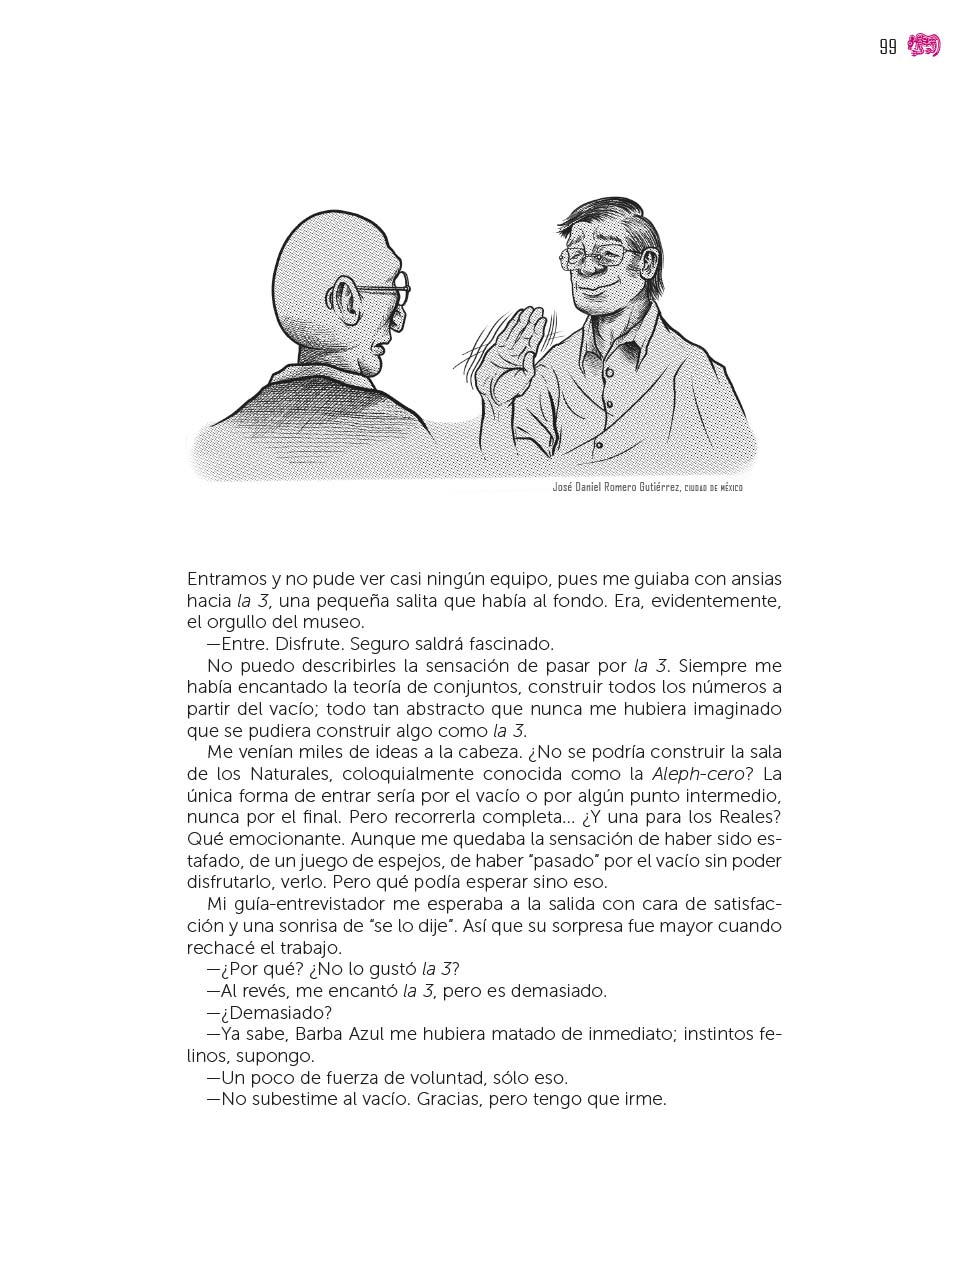 99
José Daniel Romero Gutiérrez, CIUDAD DE MÉXICO
Entramos y no pude ver casi ningún equipo, pues me guiaba con ansias
hacia la 3, una pequeña salita que había al fondo. Era, evidentemente,
el orgullo del museo.
—Entre. Disfrute. Seguro saldrá fascinado.
No puedo describirles la sensación de pasar por la 3. Siempre me
había encantado la teoría de conjuntos, construir todos los números a
partir del vacío; todo tan abstracto que nunca me hubiera imaginado
que se pudiera construir algo como la 3.
Me venían miles de ideas a la cabeza. ¿No se podría construir la sala
de los Naturales, coloquialmente conocida como la Aleph-cero? La
única forma de entrar sería por el vacío o por algún punto intermedio,
nunca por el final. Pero recorrerla completa... ¿Y una para los Reales?
Qué emocionante. Aunque me quedaba la sensación de haber sido es-
tafado, de un juego de espejos, de haber “pasado” por el vacío sin poder
disfrutarlo, verlo. Pero qué podía esperar sino eso.
Mi guía-entrevistador me esperaba a la salida con cara de satisfac-
ción y una sonrisa de “se lo dije”. Así que su sorpresa fue mayor cuando
rechacé el trabajo.
—¿Por qué? ¿No lo gustó la 3?
—Al revés, me encantó la 3, pero es demasiado.
—¿Demasiado?
—Ya sabe, Barba Azul me hubiera matado de inmediato; instintos fe-
linos, supongo.
—Un poco de fuerza de voluntad, sólo eso.
—No subestime al vacío. Gracias, pero tengo que irme.